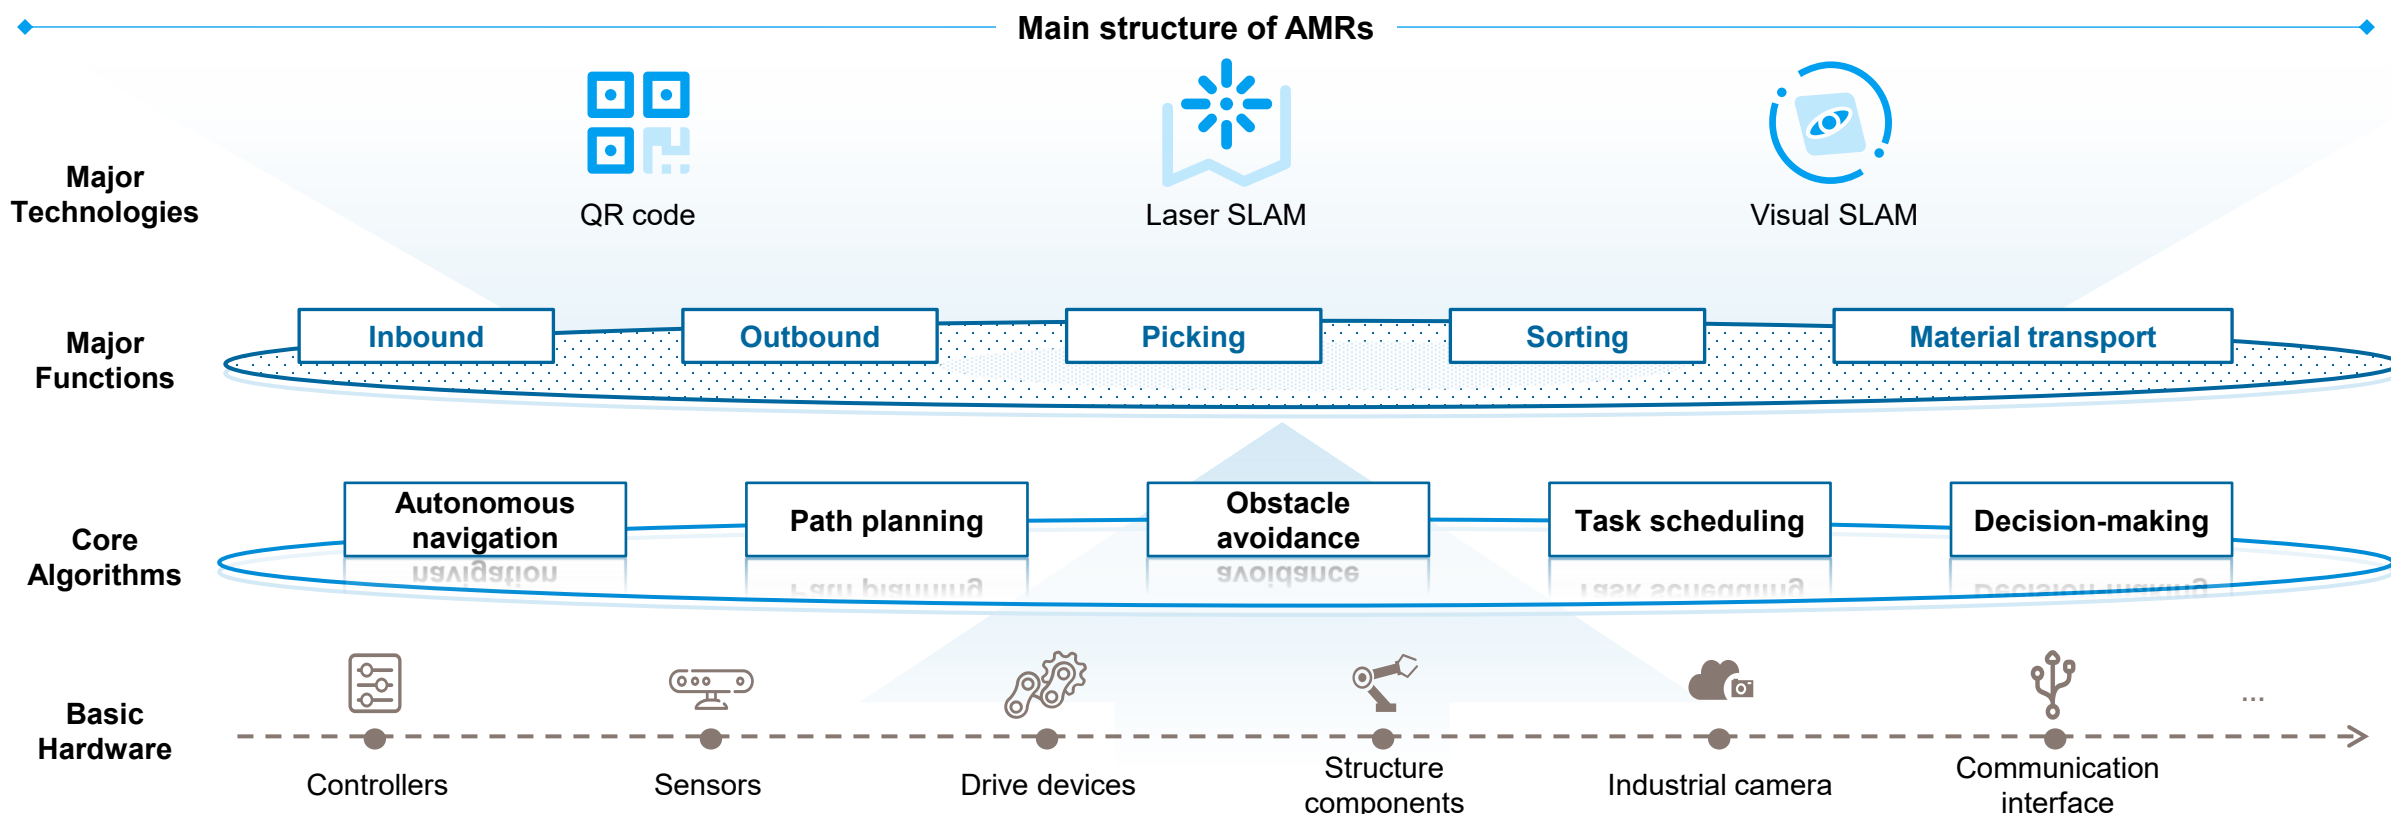 Main structure of AMRs
Major
Technologies
QR code
Laser SLAM
Visual SLAM
Major
Functions
Inbound
Outbound
Picking
Sorting
Material transport
Core
Algorithms
Autonomous
navigation
Path planning
Obstacle
avoidance
Task scheduling
Decision-making
Basic
Hardware
...
Controllers
Sensors
Drive devices
Structure
components
Industrial camera
Communication
interface